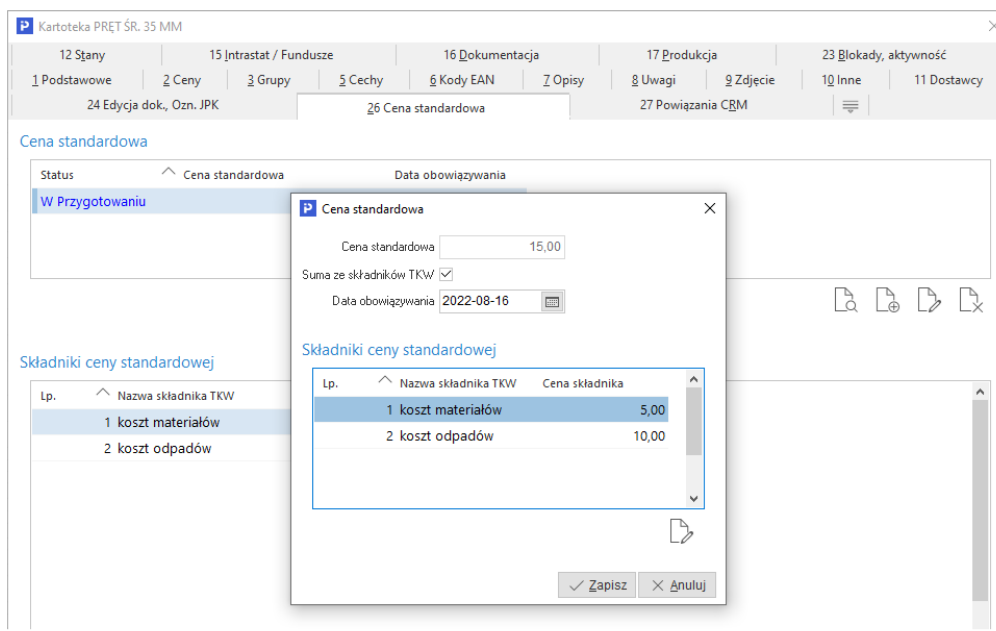 Kartoteka PRĘT ŚR. 35 MM
12 Stany 15 Intrastat / Fundusze 16 Dokumentacja 17 Produkcja 23 Blokady, aktywność
1 Podstawowe 2 Ceny 3 Grupy 5 Cechy 6 Kody EAN 7 Opisy 8 Uwagi 9 Zdjęcie 10 Inne 11 Dostawcy
24 Edycja dok., Ozn. JPK 26 Cena standardowa 27 Powiązania CRM
Cena standardowa
Status Cena standardowa Data obowiązywania
W Przygotowaniu
Cena standardowa
Cena standardowa 15,00
Suma ze składników TKW
Data obowiązywania 2022-08-16
Składniki ceny standardowej
Lp. Nazwa składnika TKW Cena składnika
1 koszt materiałów 5,00
2 koszt odpadów 10,00
Zapisz Anuluj
Składniki ceny standardowej
Lp. Nazwa składnika TKW
1 koszt materiałów
2 koszt odpadów